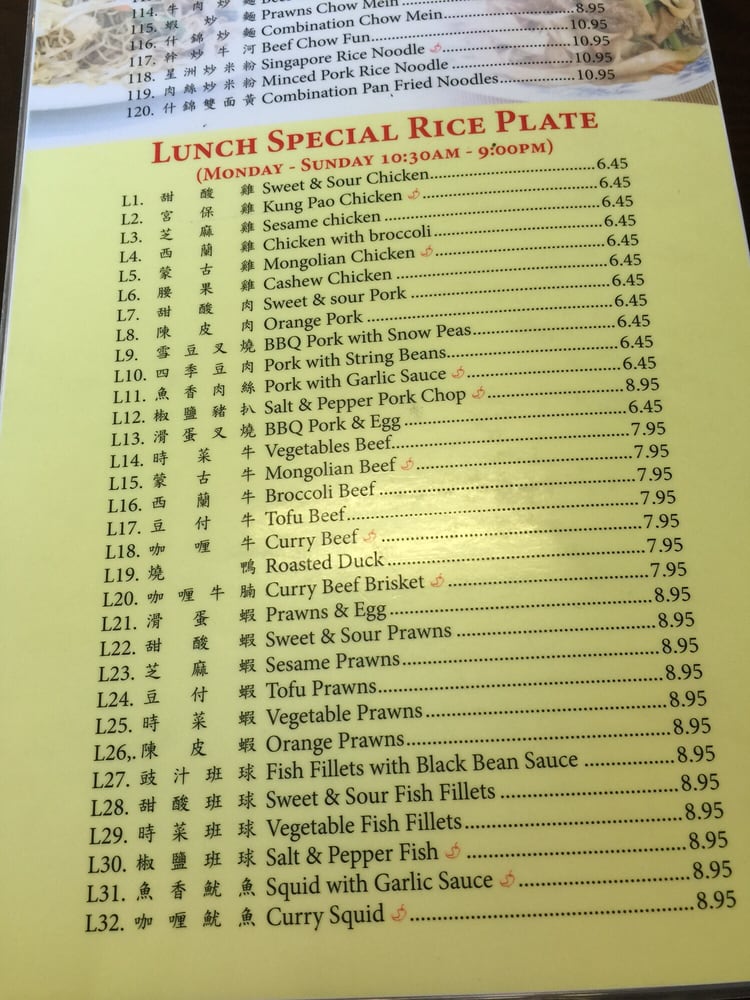 114. 牛肉炒麵
115. 蝦炒麵 Prawns Chow Mein
116. 什錦炒麵 Combination Chow Mein 8.95
117. 幹炒牛河 Beef Chow Fun 10.95
118. 星洲炒米粉 Singapore Rice Noodle 10.95
119. 肉絲炒米粉 Minced Pork Rice Noodle 10.95
120. 什錦雙面黃 Combination Pan Fried Noodles 10.95
LUNCH SPECIAL RICE PLATE
(MONDAY - SUNDAY 10:30AM - 9:00PM)
L1. 甜酸雞 Sweet & Sour Chicken 6.45
L2. 宮保雞 Kung Pao Chicken 6.45
L3. 芝麻雞 Sesame chicken 6.45
L4. 西蘭雞 Chicken with broccoli 6.45
L5. 蒙古雞 Mongolian Chicken 6.45
L6. 腰果雞 Cashew Chicken 6.45
L7. 甜酸肉 Sweet & sour Pork 6.45
L8. 陳皮肉 Orange Pork 6.45
L9. 雪豆叉燒 BBQ Pork with Snow Peas 6.45
L10. 四季豆肉 Pork with String Beans 6.45
L11. 魚香肉絲 Pork with Garlic Sauce 6.45
L12. 椒鹽豬扒 Salt & Pepper Pork Chop 8.95
L13. 滑蛋叉燒 BBQ Pork & Egg 6.45
L14. 時菜牛 Vegetables Beef 7.95
L15. 蒙古牛 Mongolian Beef 7.95
L16. 西蘭牛 Broccoli Beef 7.95
L17. 豆付牛 Tofu Beef 7.95
L18. 咖喱牛 Curry Beef 7.95
L19. 燒鴨 Roasted Duck 7.95
L20. 咖喱牛腩 Curry Beef Brisket 7.95
L21. 滑蛋蝦 Prawns & Egg 8.95
L22. 甜酸蝦 Sweet & Sour Prawns 8.95
L23. 芝麻蝦 Sesame Prawns 8.95
L24. 豆付蝦 Tofu Prawns 8.95
L25. 時菜蝦 Vegetable Prawns 8.95
L26,. 陳皮蝦 Orange Prawns 8.95
L27. 豉汁班球 Fish Fillets with Black Bean Sauce 8.95
L28. 甜酸班球 Sweet & Sour Fish Fillets 8.95
L29. 時菜班球 Vegetable Fish Fillets 8.95
L30. 椒鹽班球 Salt & Pepper Fish 8.95
L31. 魚香魷魚 Squid with Garlic Sauce 8.95
L32. 咖喱魷魚 Curry Squid 8.95